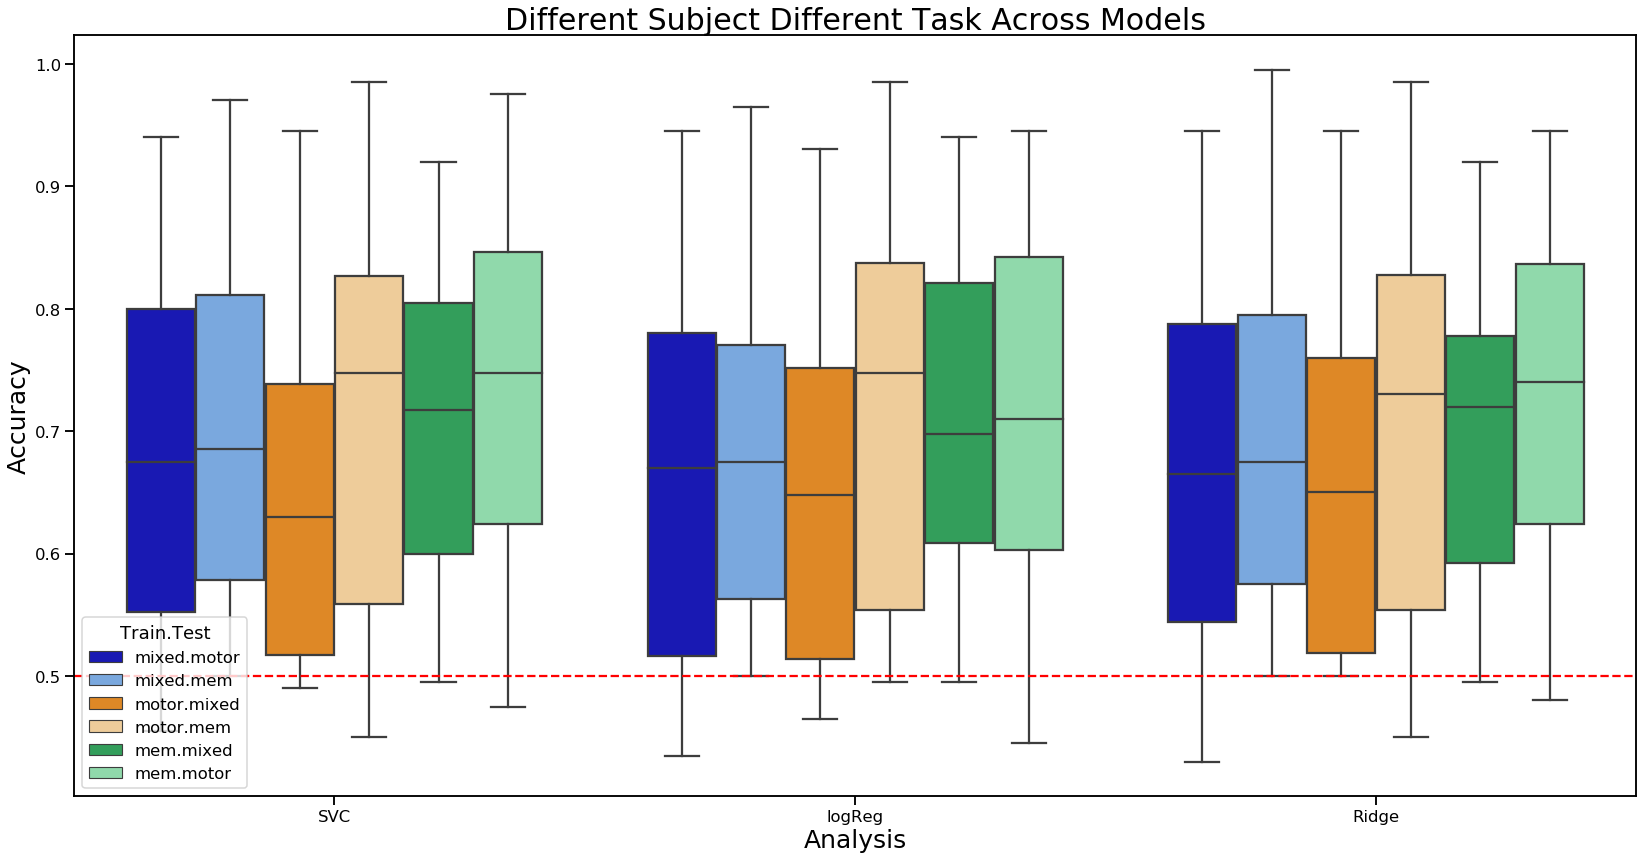 Different Subject Different Task Across Models
Accuracy
1.0
0.9
0.8
0.7
0.6
0.5
Train.Test
mixed.motor
mixed.mem
motor.mixed
motor.mem
mem.mixed
mem.motor
SVC
logReg
Ridge
Analysis